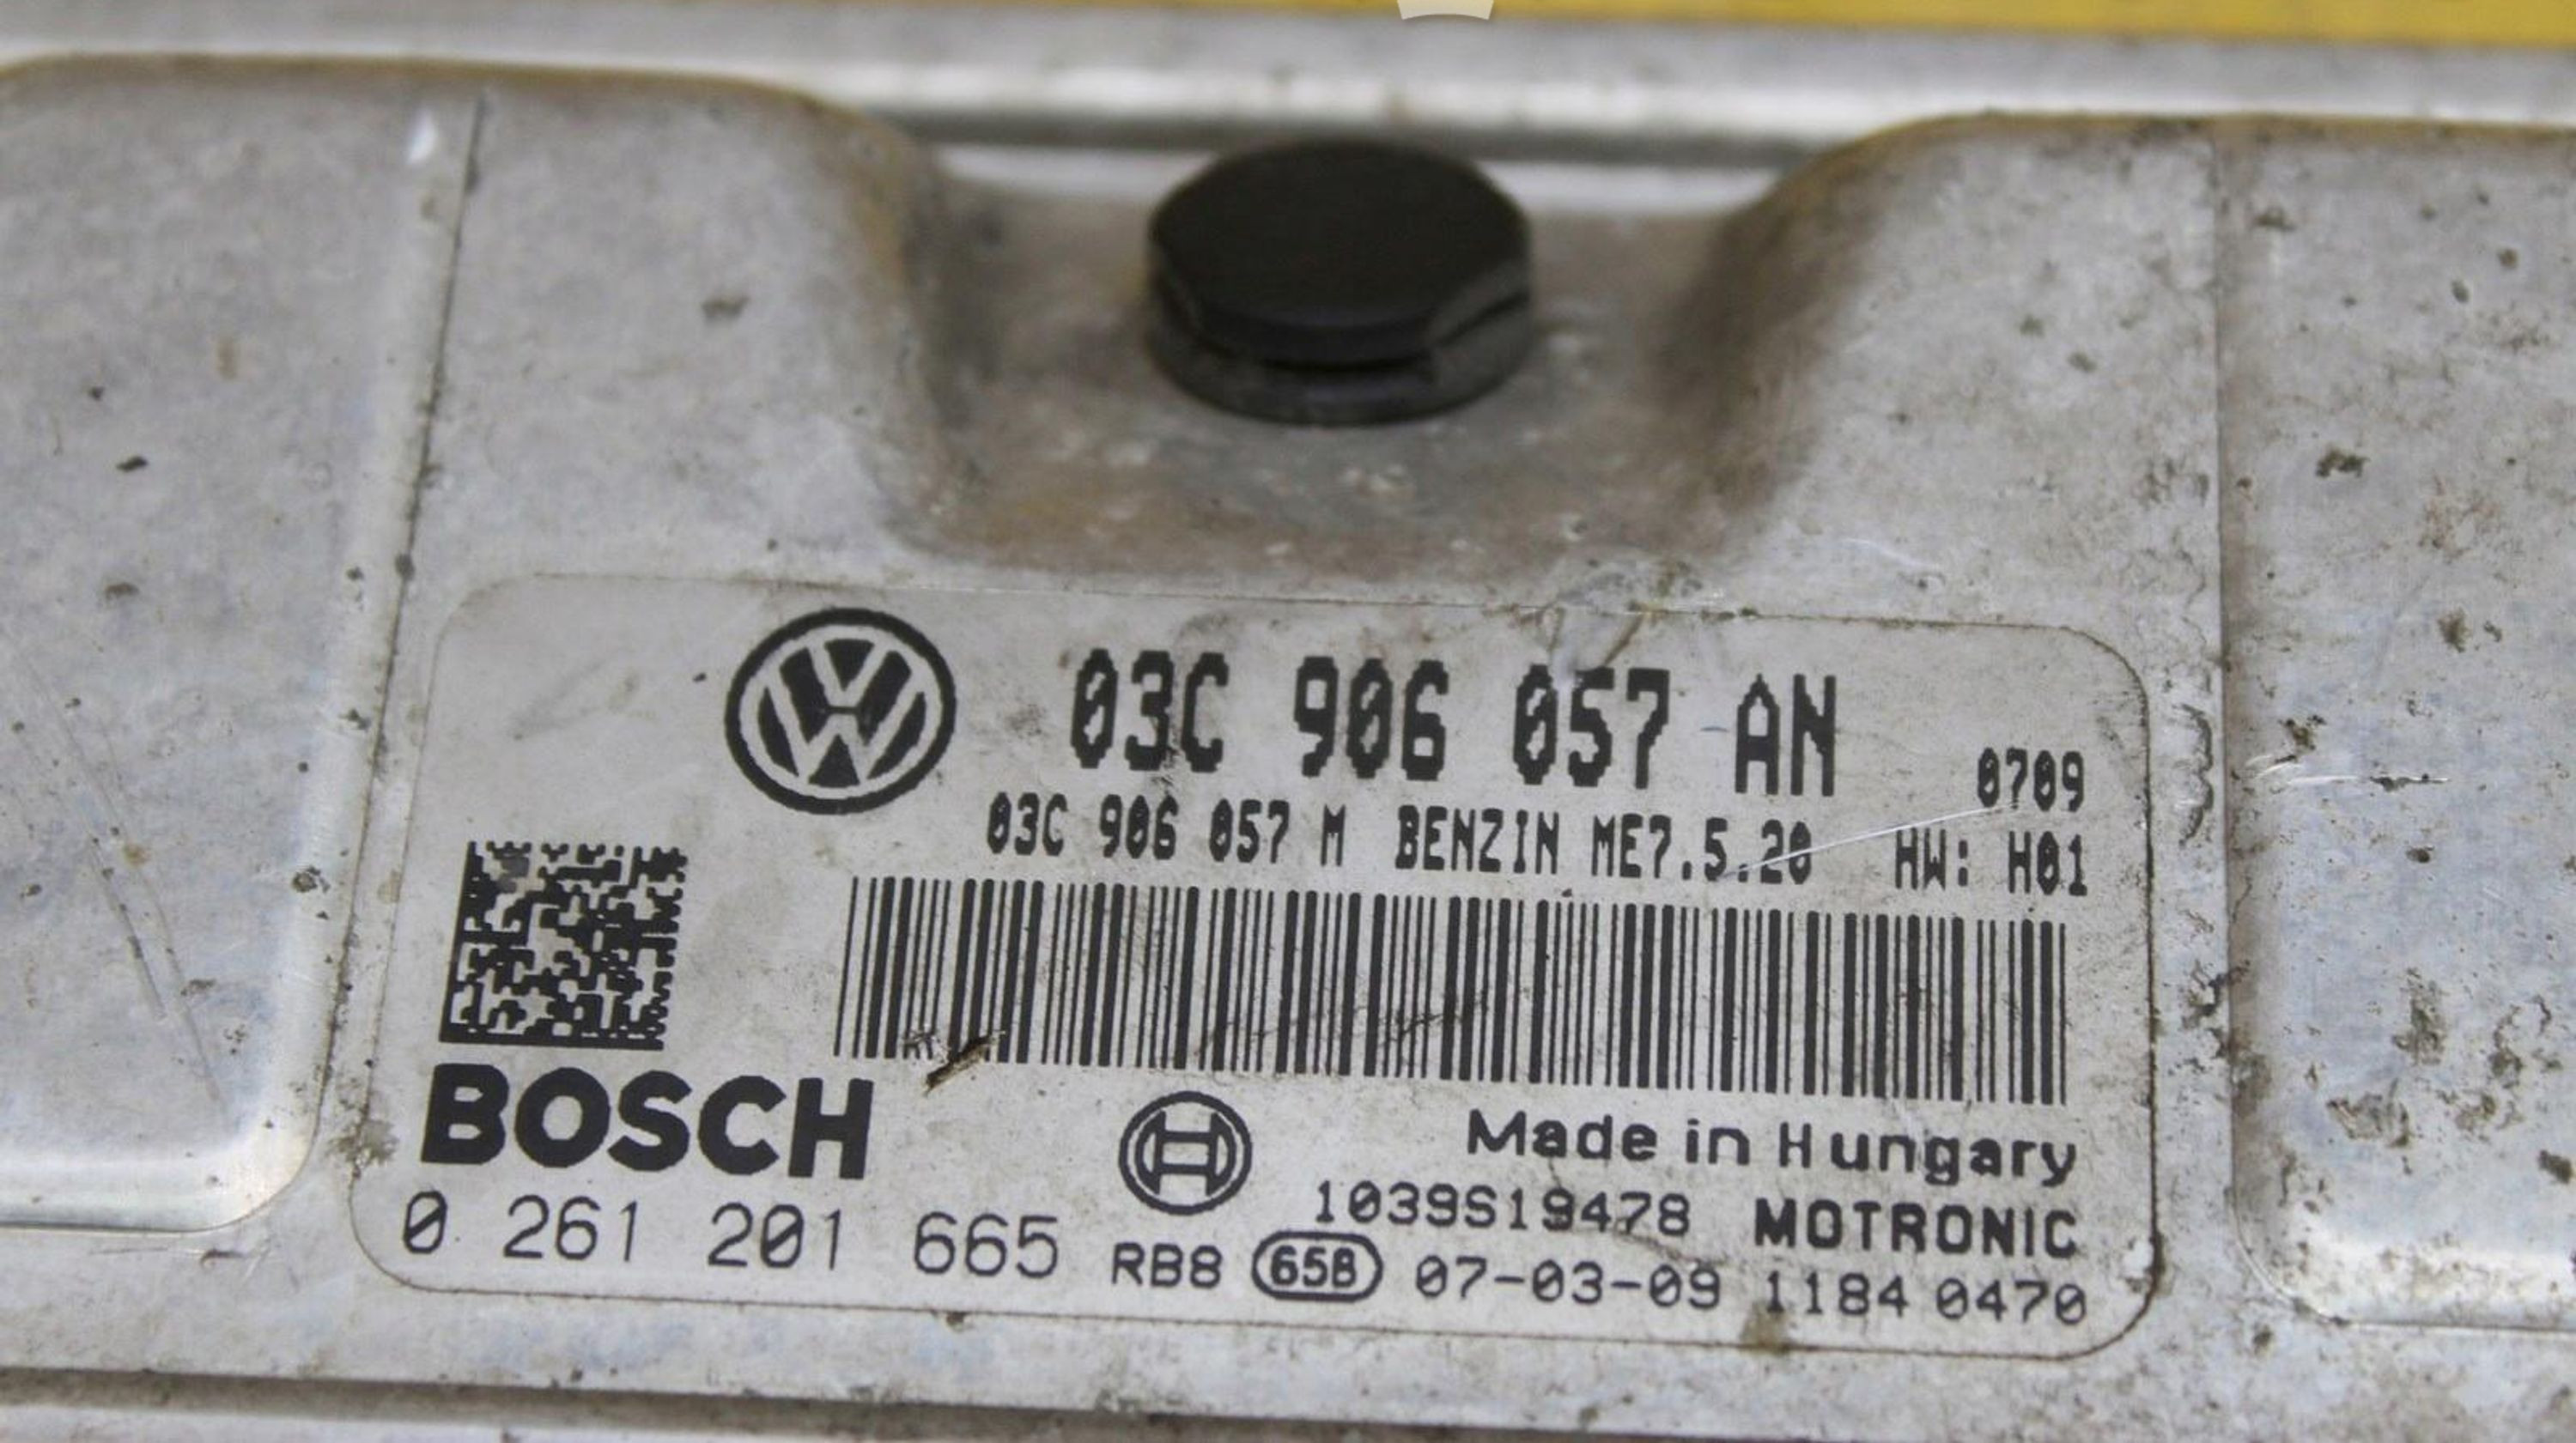 03C 906 057 AN
0709
03C 906 057 M BENZIN ME7.5.20 HW: H01
BOSCH
Made in Hungary
1039S19478 MOTRONIC
0 261 201 665 RB8 658 07-03-09 1184 0470